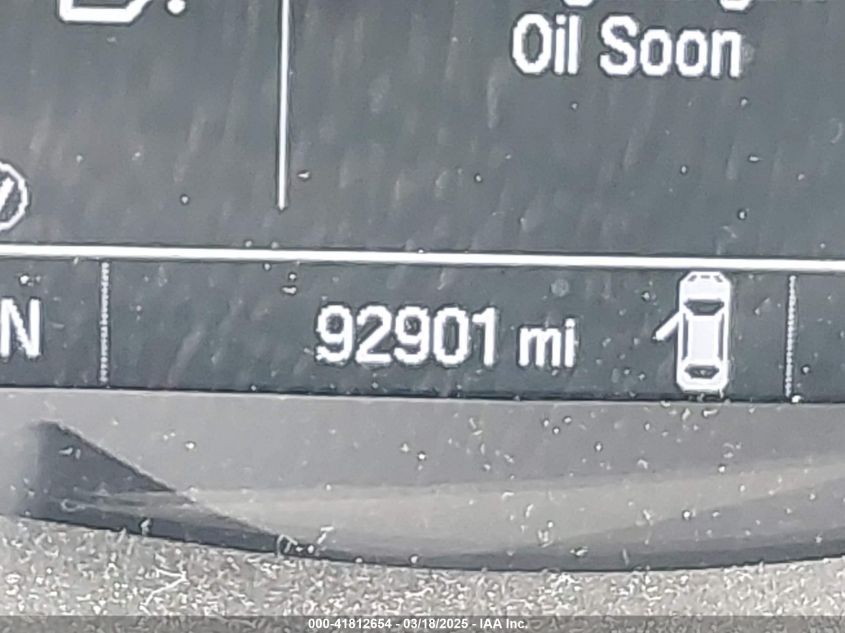 Oil Soon
N
92901 mi
000-41812654 - 03/18/2025 - IAA Inc.